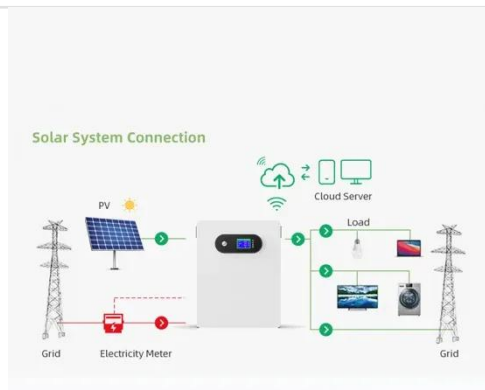 Solar System Connection
Cloud Server
PV
Load
Grid
Electricity Meter
Grid